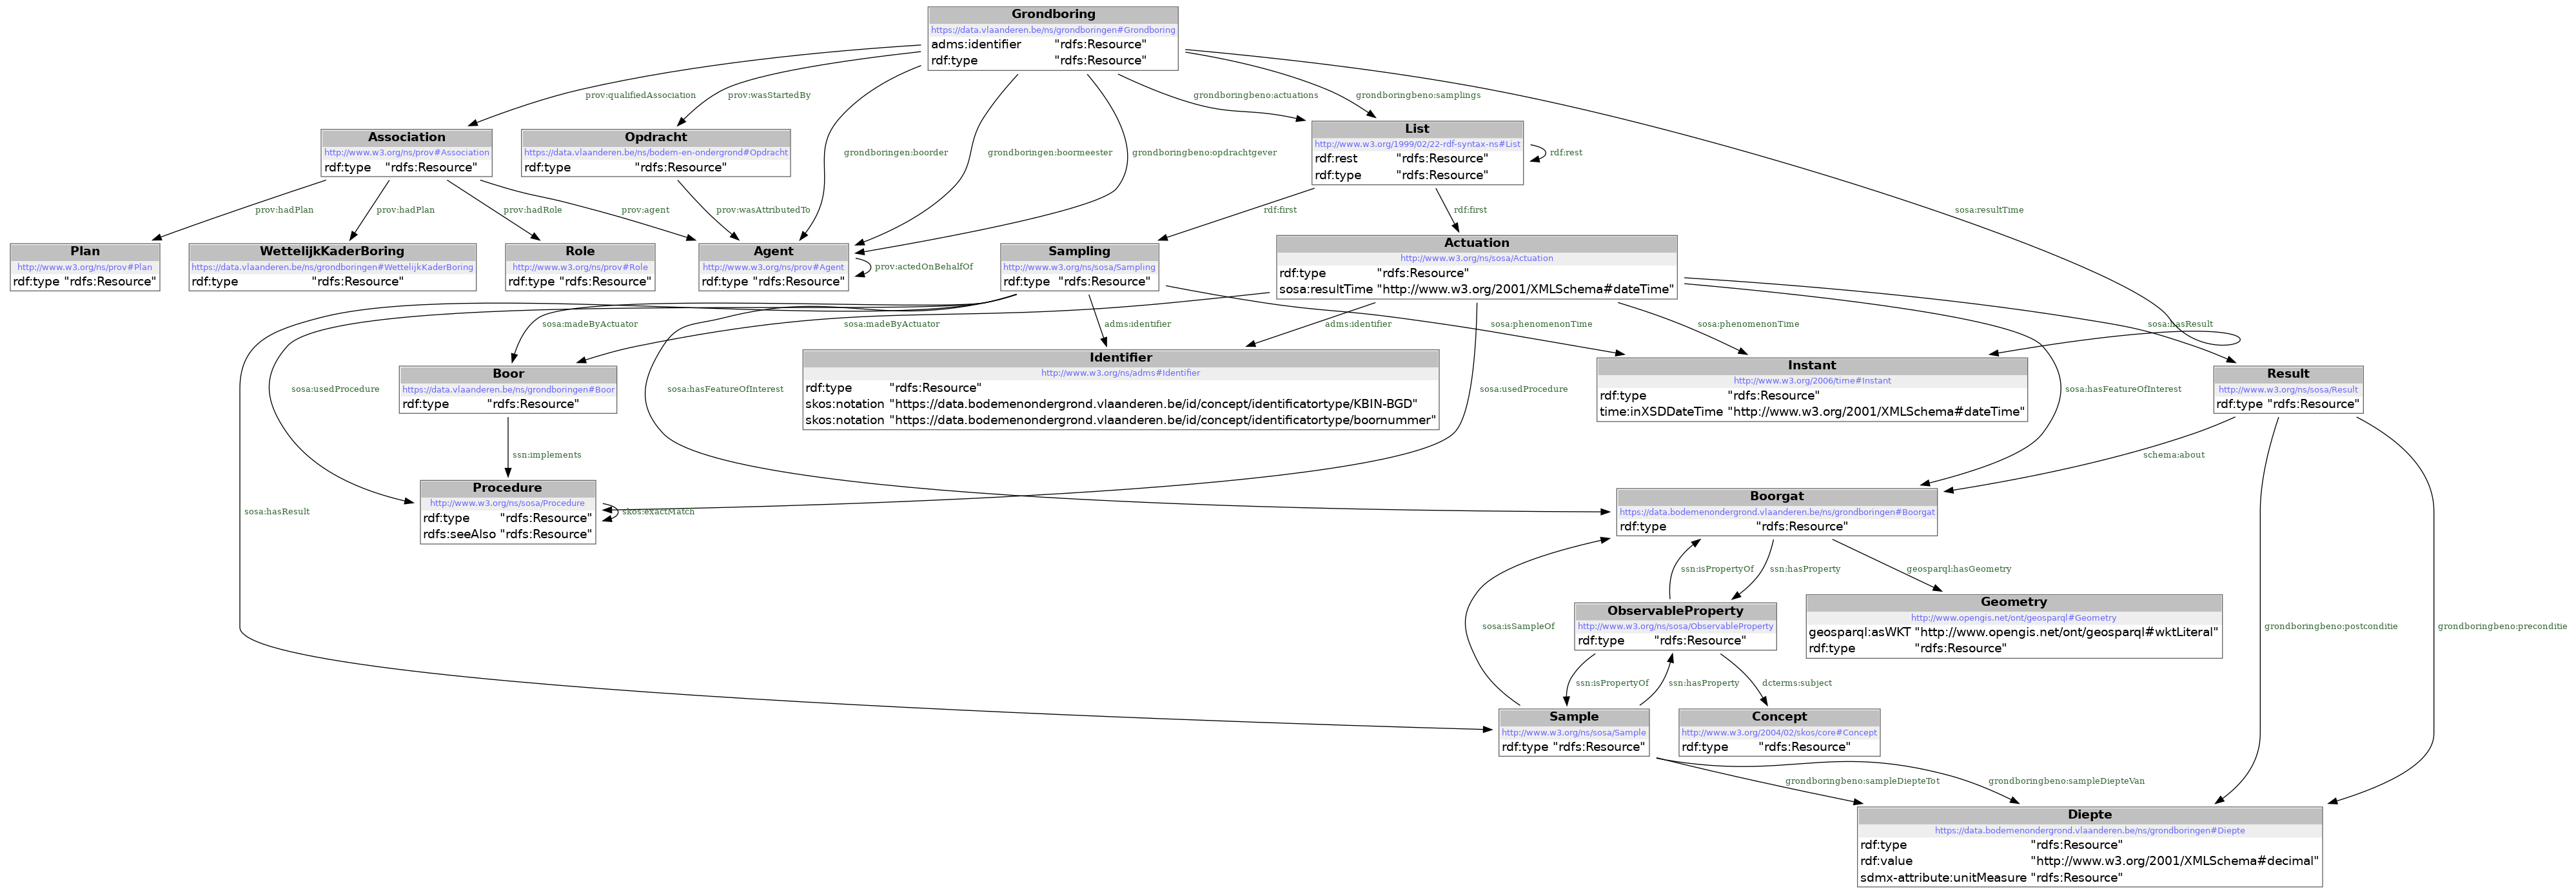 Grondboring
https://data.vlaanderen.be/ns/grondboringen#Grondboring
adms:identifier "rdfs:Resource"
rdf:type "rdfs:Resource"
prov:qualifiedAssociation
prov:wasStartedBy
grondboringbeno:actuations
grondboringbeno:samplings
Association
http://www.w3.org/ns/prov#Association
rdf:type "rdfs:Resource"
Opdracht
https://data.vlaanderen.be/ns/bodem-en-ondergrond#Opdracht
rdf:type "rdfs:Resource"
grondboringen:boorder
grondboringen:boormeester
grondboringbeno:opdrachtgever
List
http://www.w3.org/1999/02/22-rdf-syntax-ns#List
rdf:rest "rdfs:Resource"
rdf:type "rdfs:Resource"
rdf:rest
prov:hadPlan
prov:hadPlan
prov:hadRole
prov:agent
prov:wasAttributedTo
rdf:first
rdf:first
sosa:resultTime
Plan
http://www.w3.org/ns/prov#Plan
rdf:type "rdfs:Resource"
WettelijkKaderBoring
https://data.vlaanderen.be/ns/grondboringen#WettelijkKaderBoring
rdf:type "rdfs:Resource"
Role
http://www.w3.org/ns/prov#Role
rdf:type "rdfs:Resource"
Agent
http://www.w3.org/ns/prov#Agent
rdf:type "rdfs:Resource"
prov:actedOnBehalfOf
Sampling
http://www.w3.org/ns/sosa/Sampling
rdf:type "rdfs:Resource"
Actuation
http://www.w3.org/ns/sosa/Actuation
rdf:type "rdfs:Resource"
sosa:resultTime "http://www.w3.org/2001/XMLSchema#dateTime"
sosa:madeByActuator
sosa:madeByActuator
adms:identifier
adms:identifier
sosa:phenomenonTime
sosa:phenomenonTime
sosa:hasResult
Boor
https://data.vlaanderen.be/ns/grondboringen#Boor
rdf:type "rdfs:Resource"
Identifier
http://www.w3.org/ns/adms#Identifier
rdf:type "rdfs:Resource"
skos:notation "https://data.bodemenondergrond.vlaanderen.be/id/concept/identificatortype/KBIN-BGD"
skos:notation "https://data.bodemenondergrond.vlaanderen.be/id/concept/identificatortype/boornummer"
Instant
http://www.w3.org/2006/time#Instant
rdf:type "rdfs:Resource"
time:inXSDDateTime "http://www.w3.org/2001/XMLSchema#dateTime"
Result
http://www.w3.org/ns/sosa/Result
rdf:type "rdfs:Resource"
sosa:usedProcedure
sosa:hasFeatureOfInterest
sosa:usedProcedure
sosa:hasFeatureOfInterest
ssn:implements
schema:about
Procedure
http://www.w3.org/ns/sosa/Procedure
rdf:type "rdfs:Resource"
rdfs:seeAlso "rdfs:Resource"
skos:exactMatch
sosa:hasResult
Boorgat
https://data.bodemenondergrond.vlaanderen.be/ns/grondboringen#Boorgat
rdf:type "rdfs:Resource"
ssn:isPropertyOf
ssn:hasProperty
geosparql:hasGeometry
ObservableProperty
http://www.w3.org/ns/sosa/ObservableProperty
rdf:type "rdfs:Resource"
Geometry
http://www.opengis.net/ont/geosparql#Geometry
geosparql:asWKT "http://www.opengis.net/ont/geosparql#wktLiteral"
rdf:type "rdfs:Resource"
sosa:isSampleOf
grondboringbeno:postconditie
grondboringbeno:preconditie
ssn:isPropertyOf
ssn:hasProperty
dcterms:subject
Sample
http://www.w3.org/ns/sosa/Sample
rdf:type "rdfs:Resource"
Concept
http://www.w3.org/2004/02/skos/core#Concept
rdf:type "rdfs:Resource"
grondboringbeno:sampleDiepteTot
grondboringbeno:sampleDiepteVan
Diepte
https://data.bodemenondergrond.vlaanderen.be/ns/grondboringen#Diepte
rdf:type "rdfs:Resource"
rdf:value "http://www.w3.org/2001/XMLSchema#decimal"
sdmx-attribute:unitMeasure "rdfs:Resource"